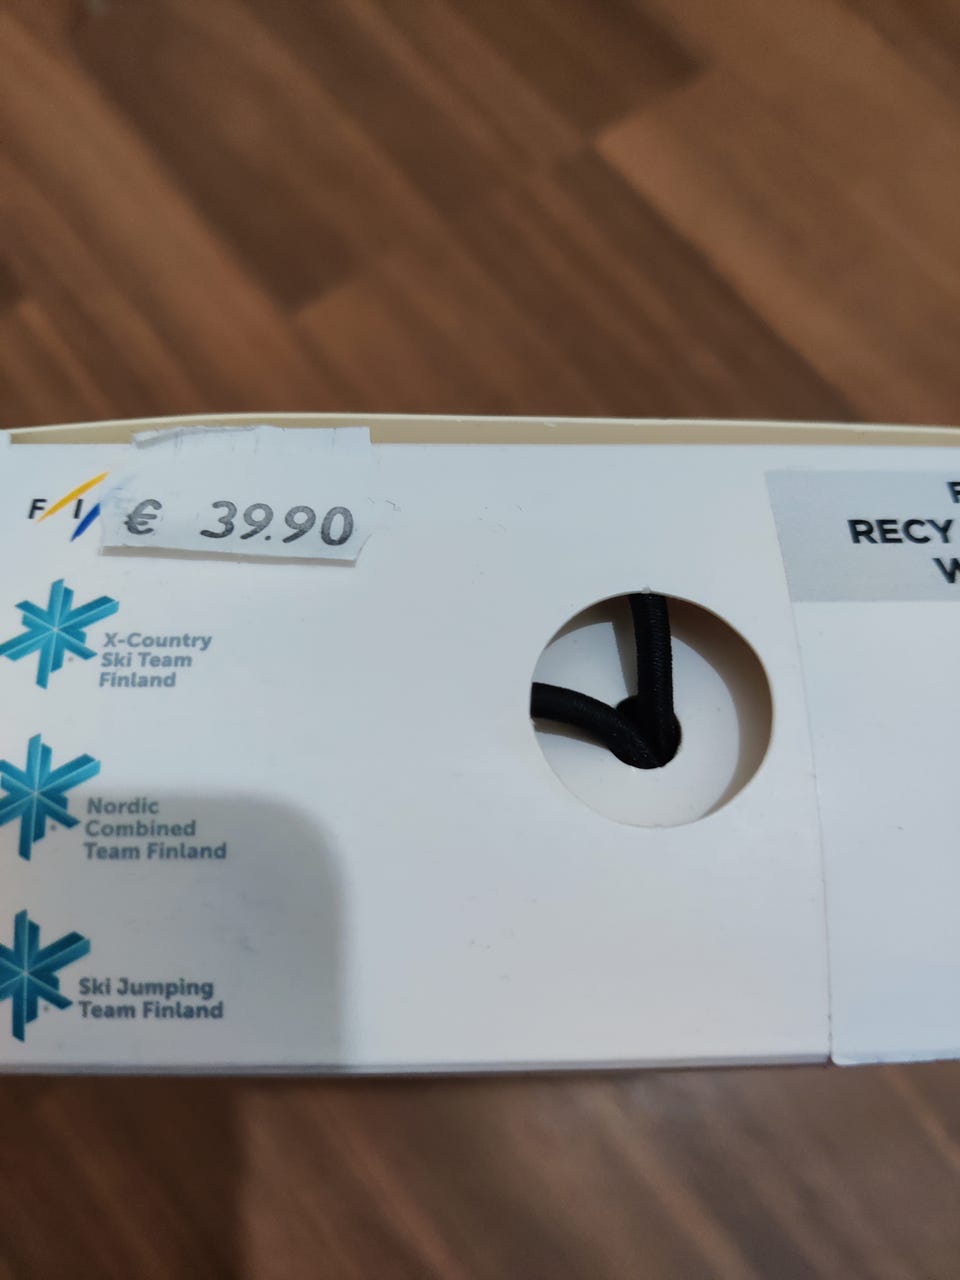 F I
€ 39.90
X-Country
Ski Team
Finland
Nordic
Combined
Team Finland
Ski Jumping
Team Finland
RECY